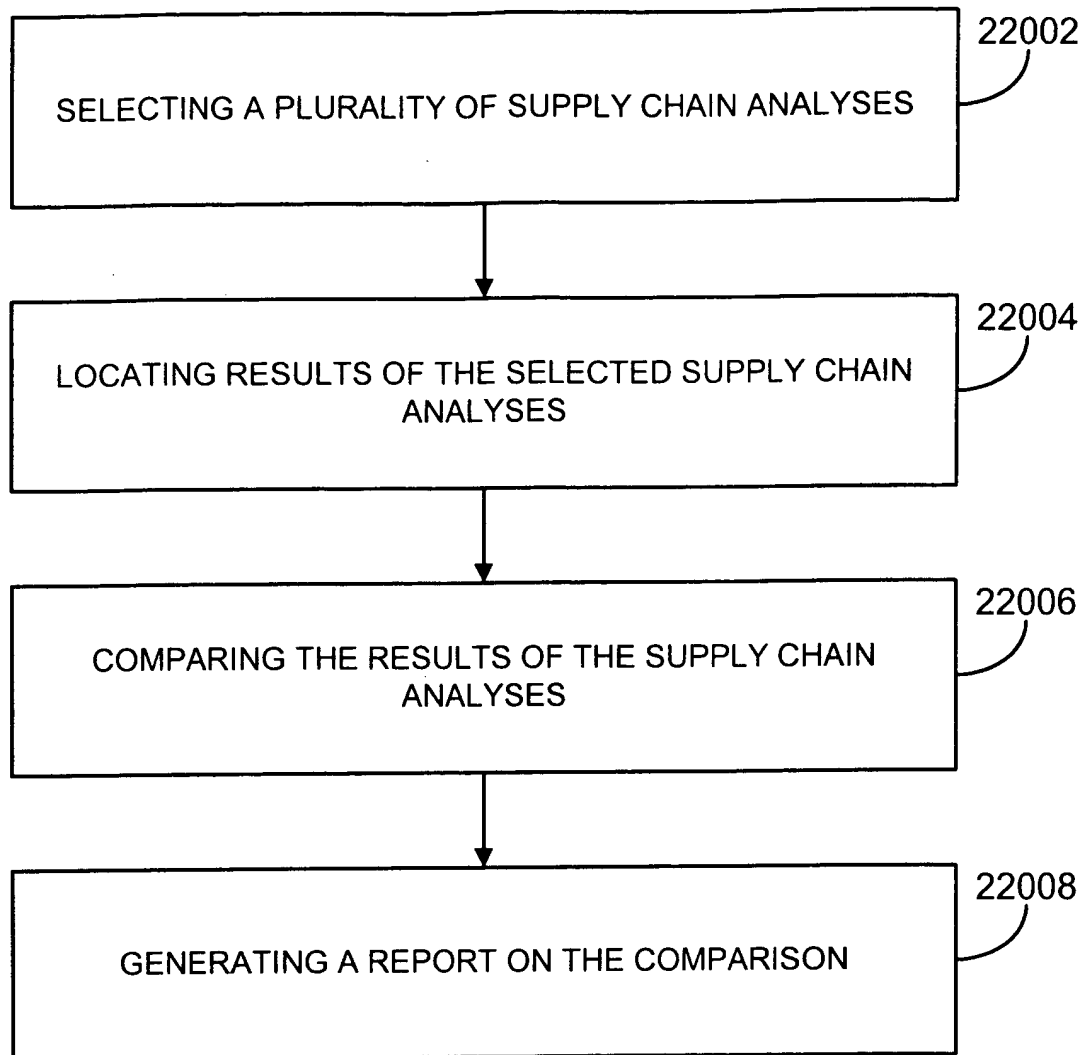 22002
SELECTING A PLURALITY OF SUPPLY CHAIN ANALYSES
22004
LOCATING RESULTS OF THE SELECTED SUPPLY CHAIN
ANALYSES
22006
COMPARING THE RESULTS OF THE SUPPLY CHAIN
ANALYSES
22008
GENERATING A REPORT ON THE COMPARISON